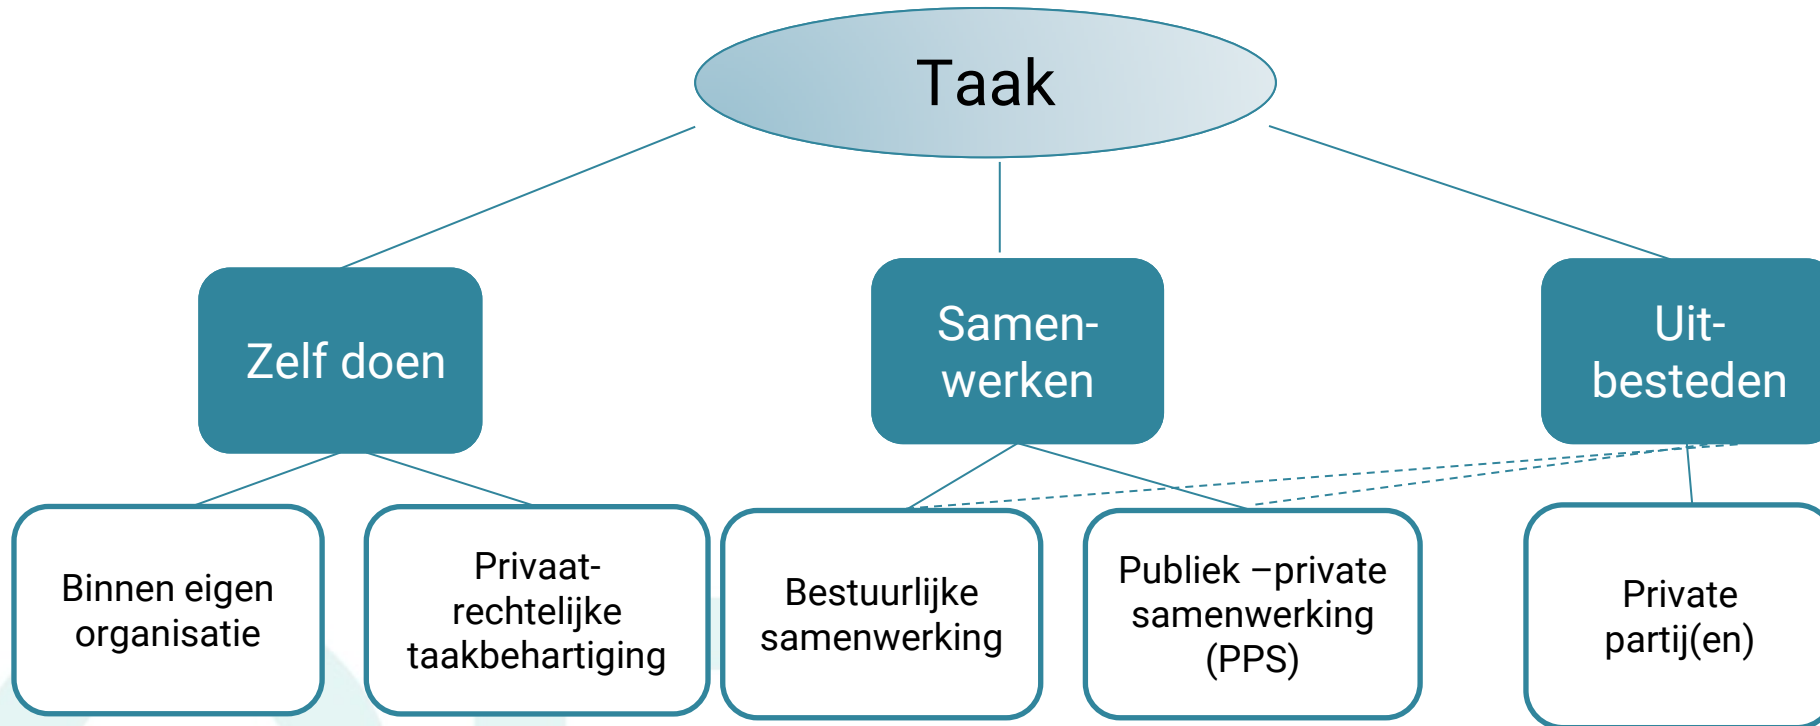 Taak
Zelf doen
Samen-
werken
Uit-
besteden
Binnen eigen
organisatie
Privaat-
rechtelijke
taakbehartiging
Bestuurlijke
samenwerking
Publiek –private
samenwerking
(PPS)
Private
partij(en)